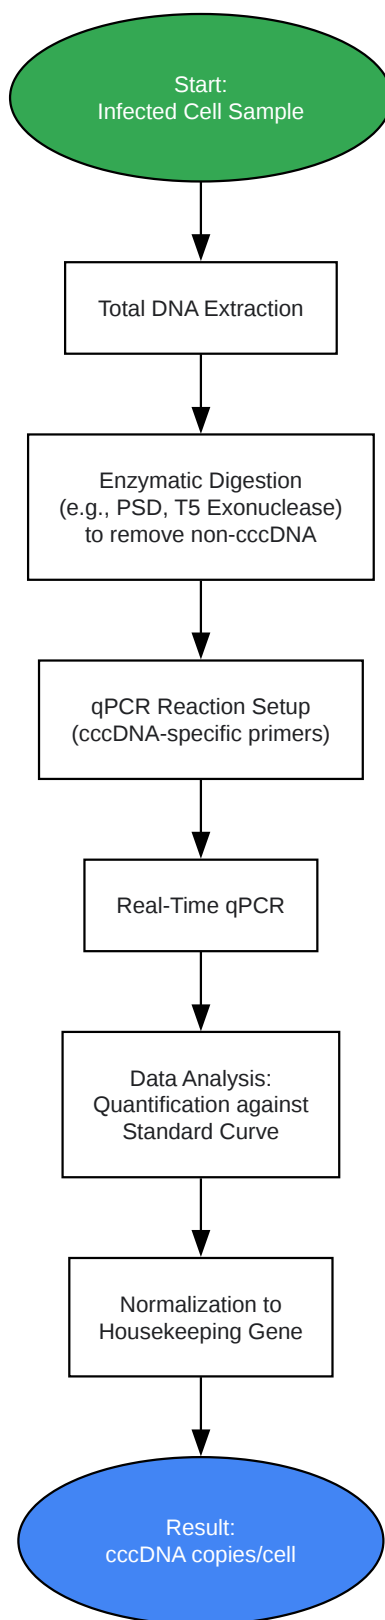 Start:
Infected Cell Sample
Total DNA Extraction
Enzymatic Digestion
(e.g., PSD, T5 Exonuclease)
to remove non-cccDNA
qPCR Reaction Setup
(cccDNA-specific primers)
Real-Time qPCR
Data Analysis:
Quantification against
Standard Curve
Normalization to
Housekeeping Gene
Result:
cccDNA copies/cell